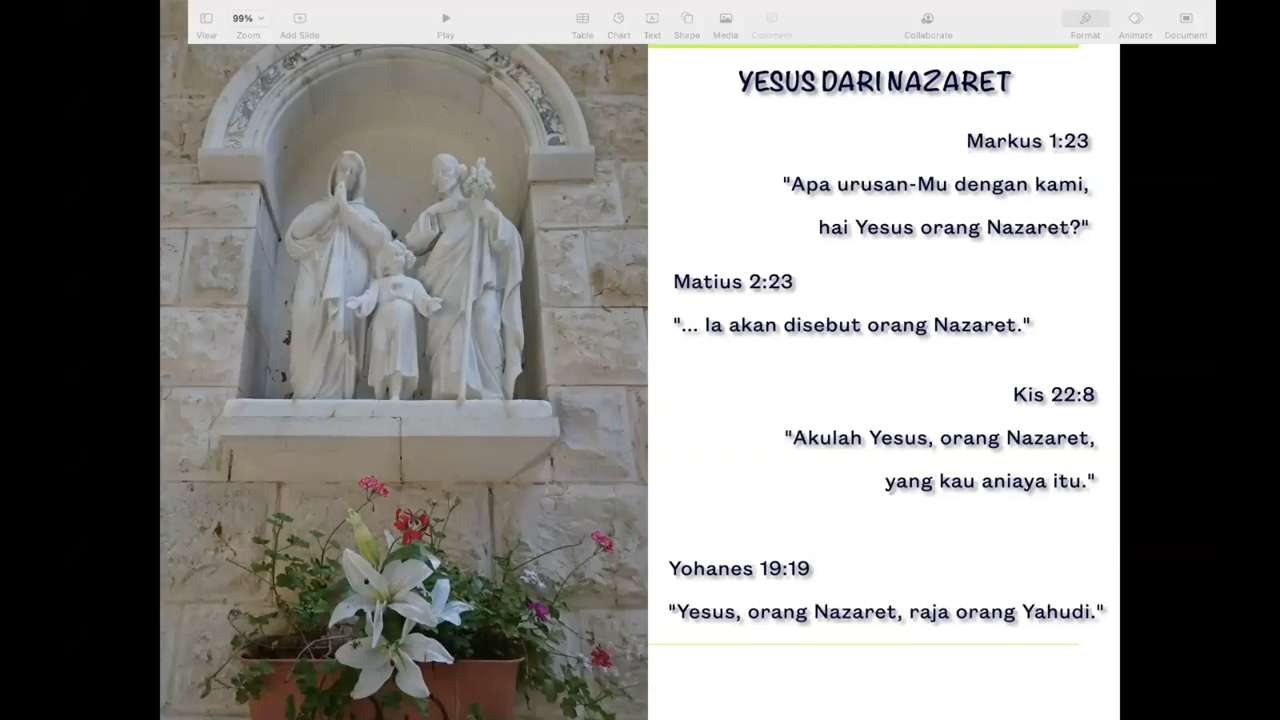 99%
View
Zoom
Add Slide
Play
Table
Chart
Text
Shape
Media
Comment
Collaborate
Format
Animate
Document
YESUS DARI NAZARET
Markus 1:23
"Apa urusan-Mu dengan kami,
hai Yesus orang Nazaret?"
Matius 2:23
"... Ia akan disebut orang Nazaret."
Kis 22:8
"Akulah Yesus, orang Nazaret,
yang kau aniaya itu."
Yohanes 19:19
"Yesus, orang Nazaret, raja orang Yahudi."